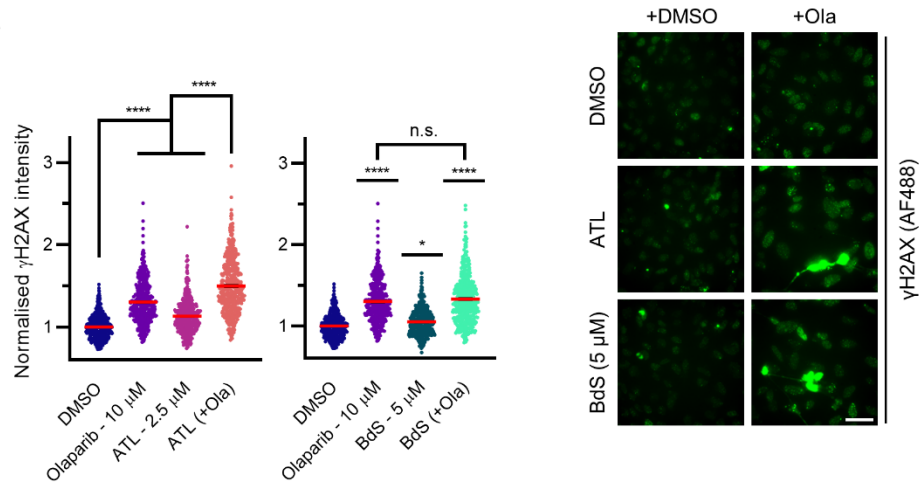 +DMSO +Ola
DMSO
ATL
BdS (5 µM)
γH2AX (AF488)
Normalised γH2AX intensity
****
****
3
2
1
DMSO
Olaparib - 10 µM
ATL - 2.5 µM
ATL (+Ola)
n.s.
****
*
****
3
2
1
DMSO
Olaparib - 10 µM
BdS - 5 µM
BdS (+Ola)